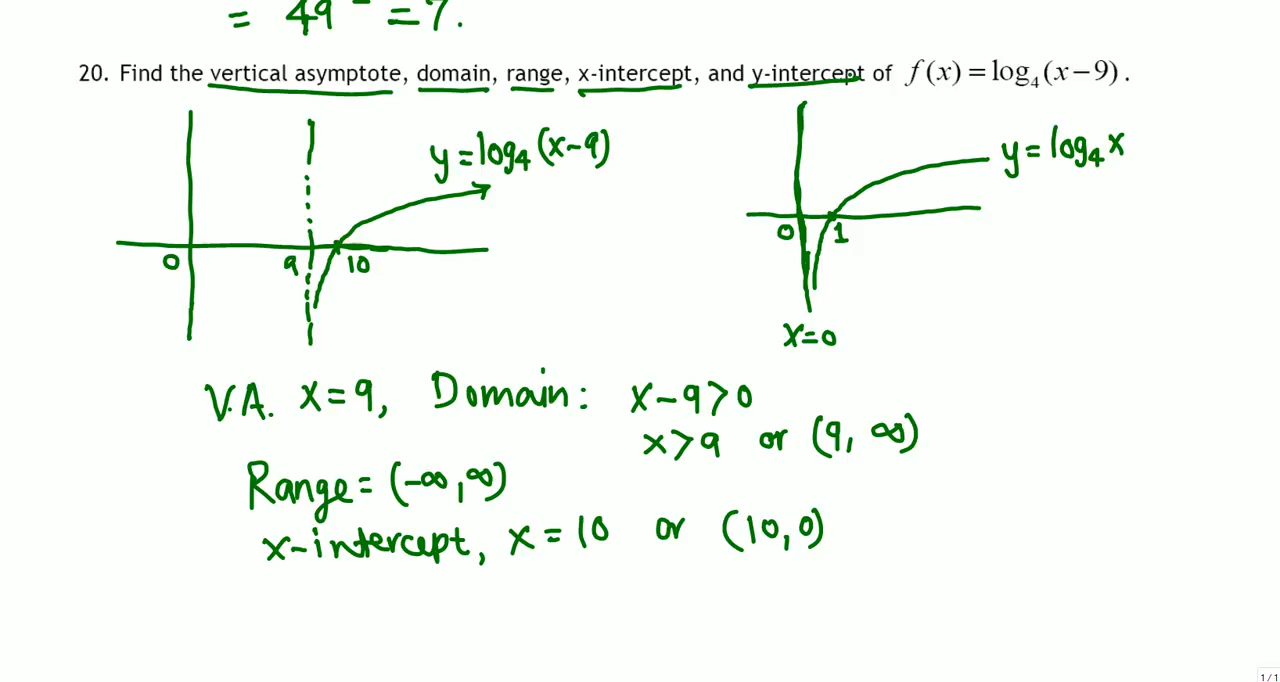 = 49 = 7.
20. Find the vertical asymptote, domain, range, x-intercept, and y-intercept of f(x) = log₄(x − 9).
y = log₄(x-9)
y = log₄ x
0 9 10
0 1
x=0
V.A. x = 9, Domain: x - 9 > 0
x > 9 or (9, ∞)
Range = (-∞, ∞)
x-intercept, x = 10 or (10, 0)
1/1